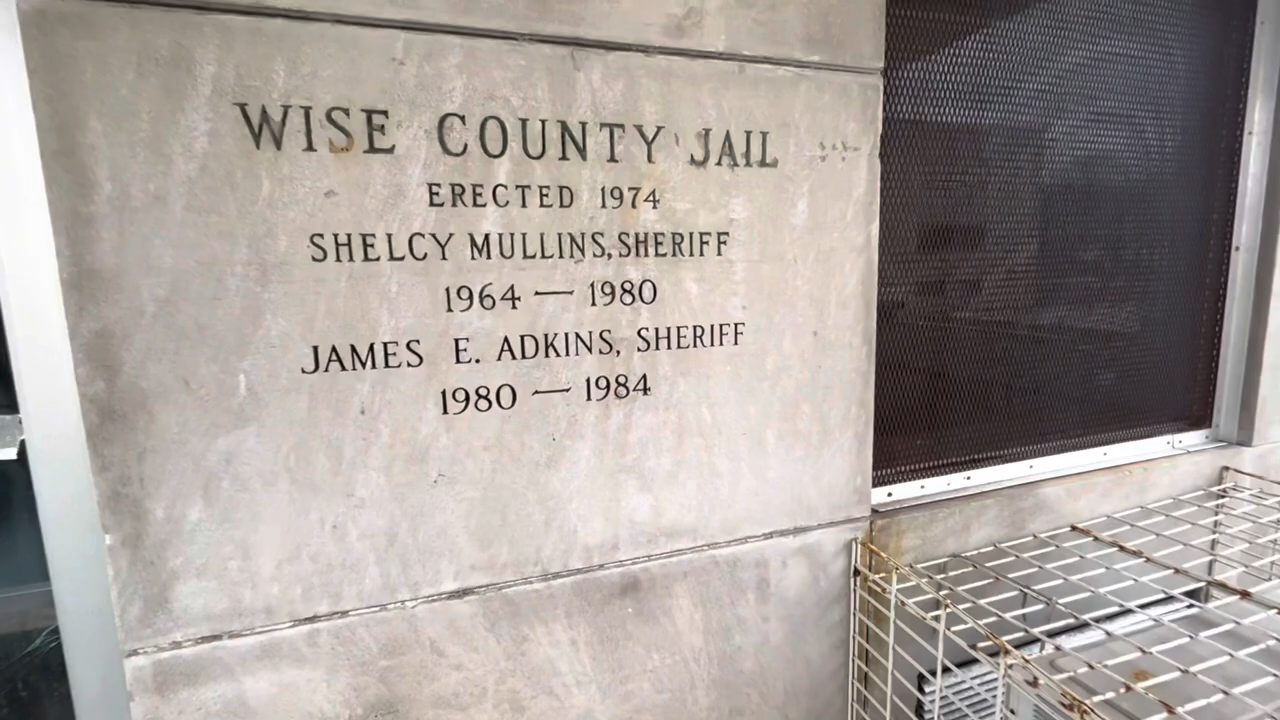 WISE COUNTY JAIL
ERECTED 1974
SHELCY MULLINS, SHERIFF
1964 — 1980
JAMES E. ADKINS, SHERIFF
1980 — 1984